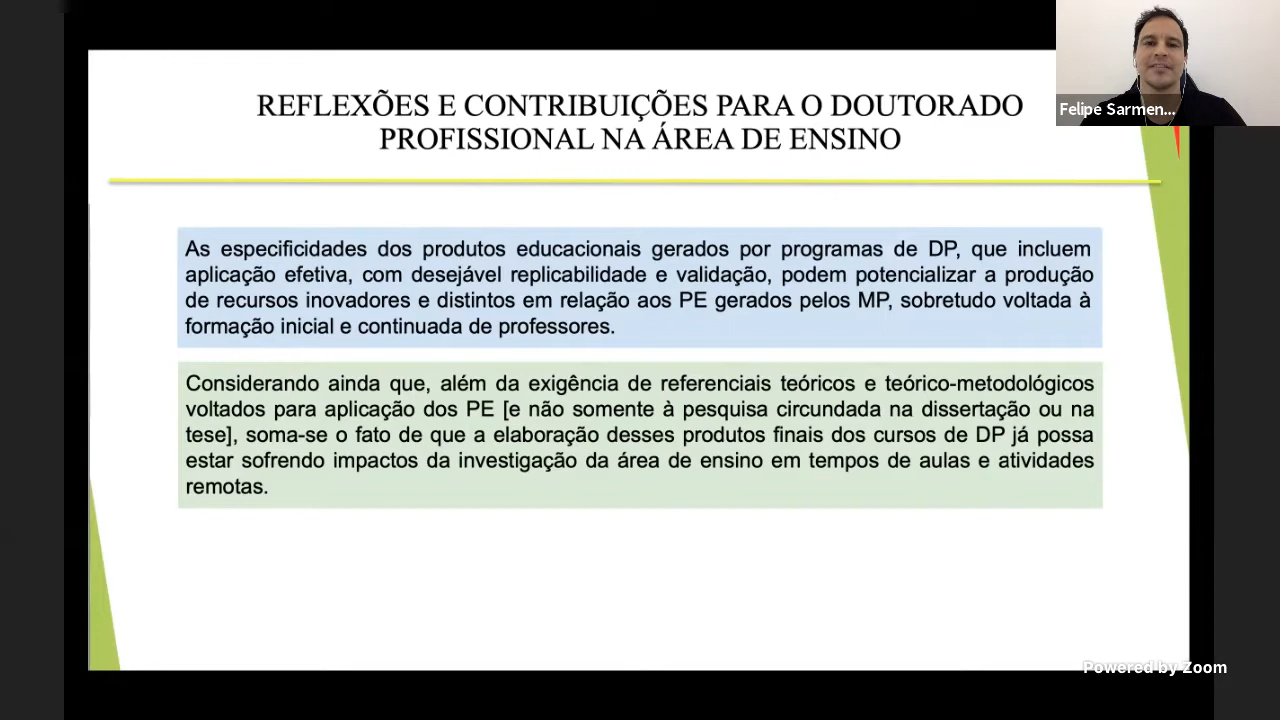 REFLEXÕES E CONTRIBUIÇÕES PARA O DOUTORADO
PROFISSIONAL NA ÁREA DE ENSINO
Felipe Sarmen...
As especificidades dos produtos educacionais gerados por programas de DP, que incluem
aplicação efetiva, com desejável replicabilidade e validação, podem potencializar a produção
de recursos inovadores e distintos em relação aos PE gerados pelos MP, sobretudo voltada à
formação inicial e continuada de professores.
Considerando ainda que, além da exigência de referenciais teóricos e teórico-metodológicos
voltados para aplicação dos PE [e não somente à pesquisa circundada na dissertação ou na
tese], soma-se o fato de que a elaboração desses produtos finais dos cursos de DP já possa
estar sofrendo impactos da investigação da área de ensino em tempos de aulas e atividades
remotas.
Powered by Zoom